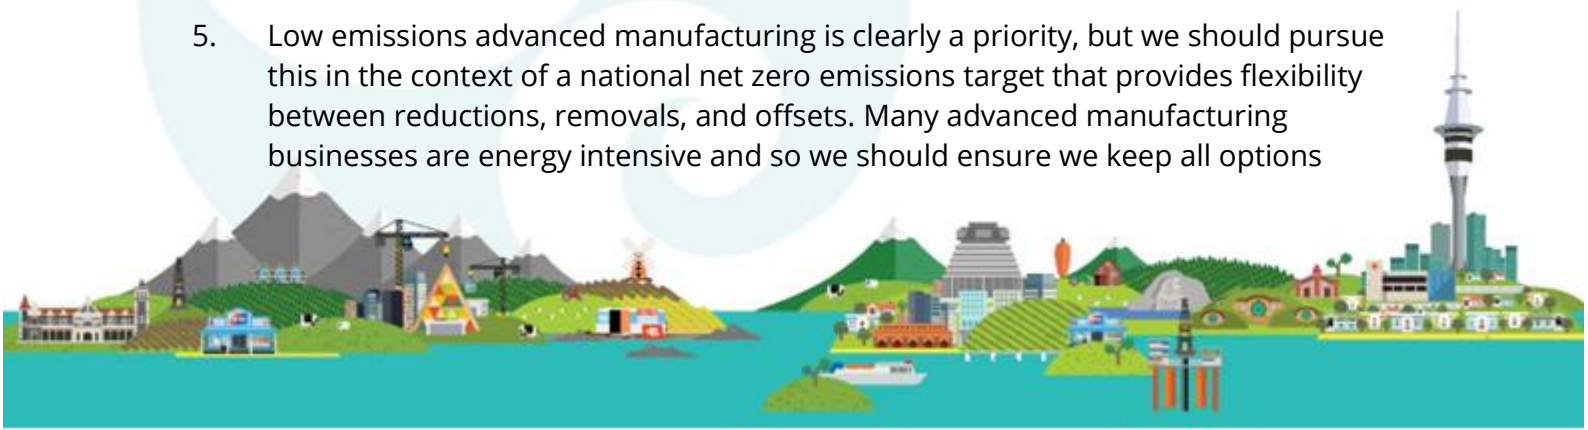 5. Low emissions advanced manufacturing is clearly a priority, but we should pursue
this in the context of a national net zero emissions target that provides flexibility
between reductions, removals, and offsets. Many advanced manufacturing
businesses are energy intensive and so we should ensure we keep all options